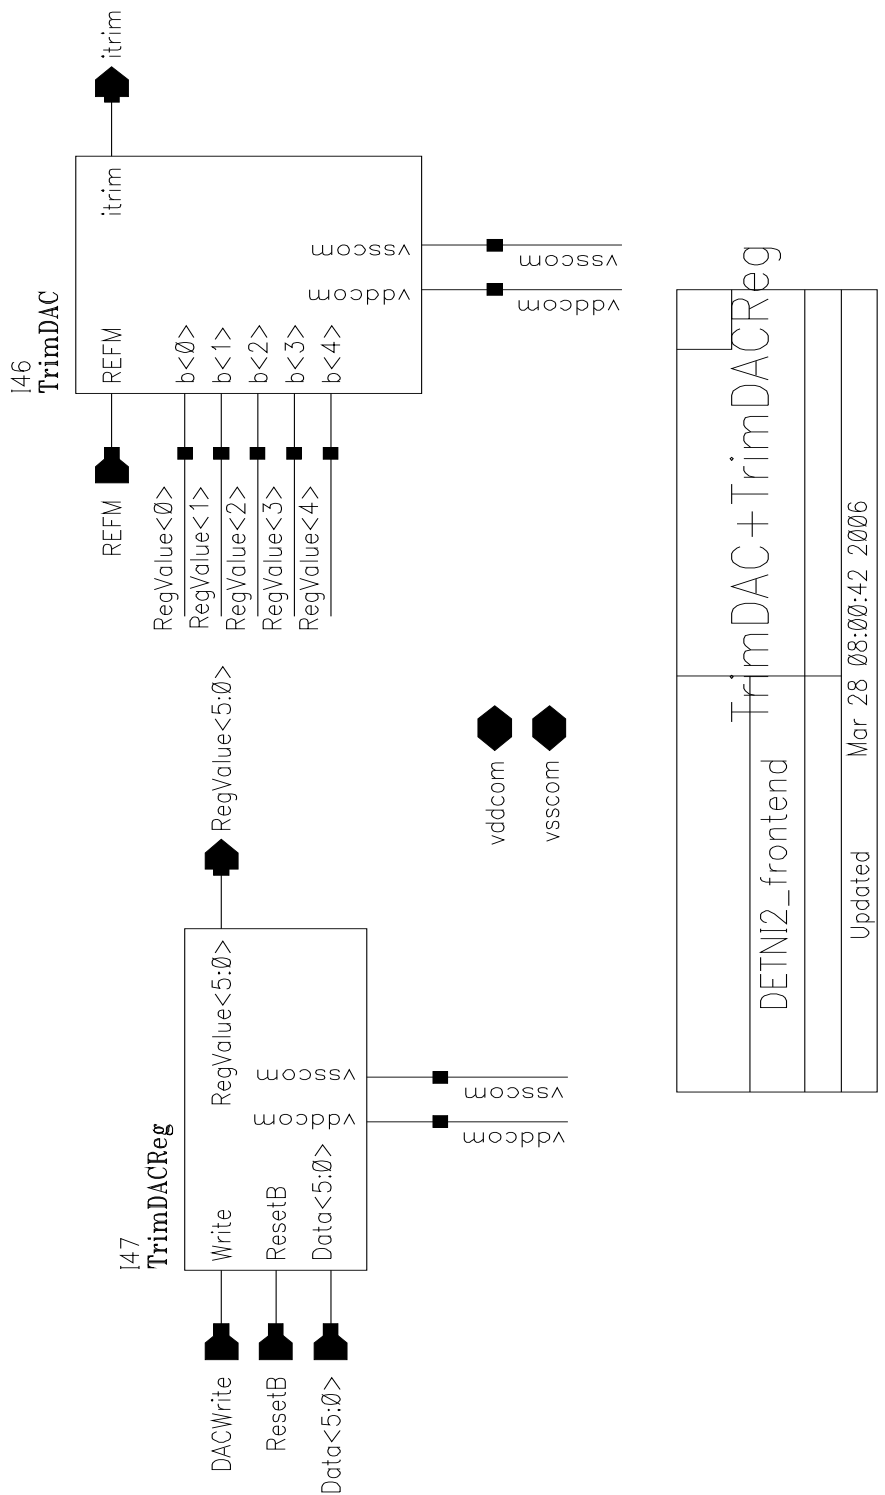 I47
TrimDACReg
DACWrite
Write
RegValue<5:0>
RegValue<5:0>
ResetB
ResetB
Data<5:0>
Data<5:0>
vddcom
vsscom
vddcom
vsscom
vddcom
vsscom
I46
TrimDAC
REFM
REFM
itrim
itrim
RegValue<0>
b<0>
RegValue<1>
b<1>
RegValue<2>
b<2>
RegValue<3>
b<3>
RegValue<4>
b<4>
vddcom
vsscom
vddcom
vsscom
TrimDAC+TrimDACReg
DETNI2_frontend
Updated Mar 28 08:00:42 2006